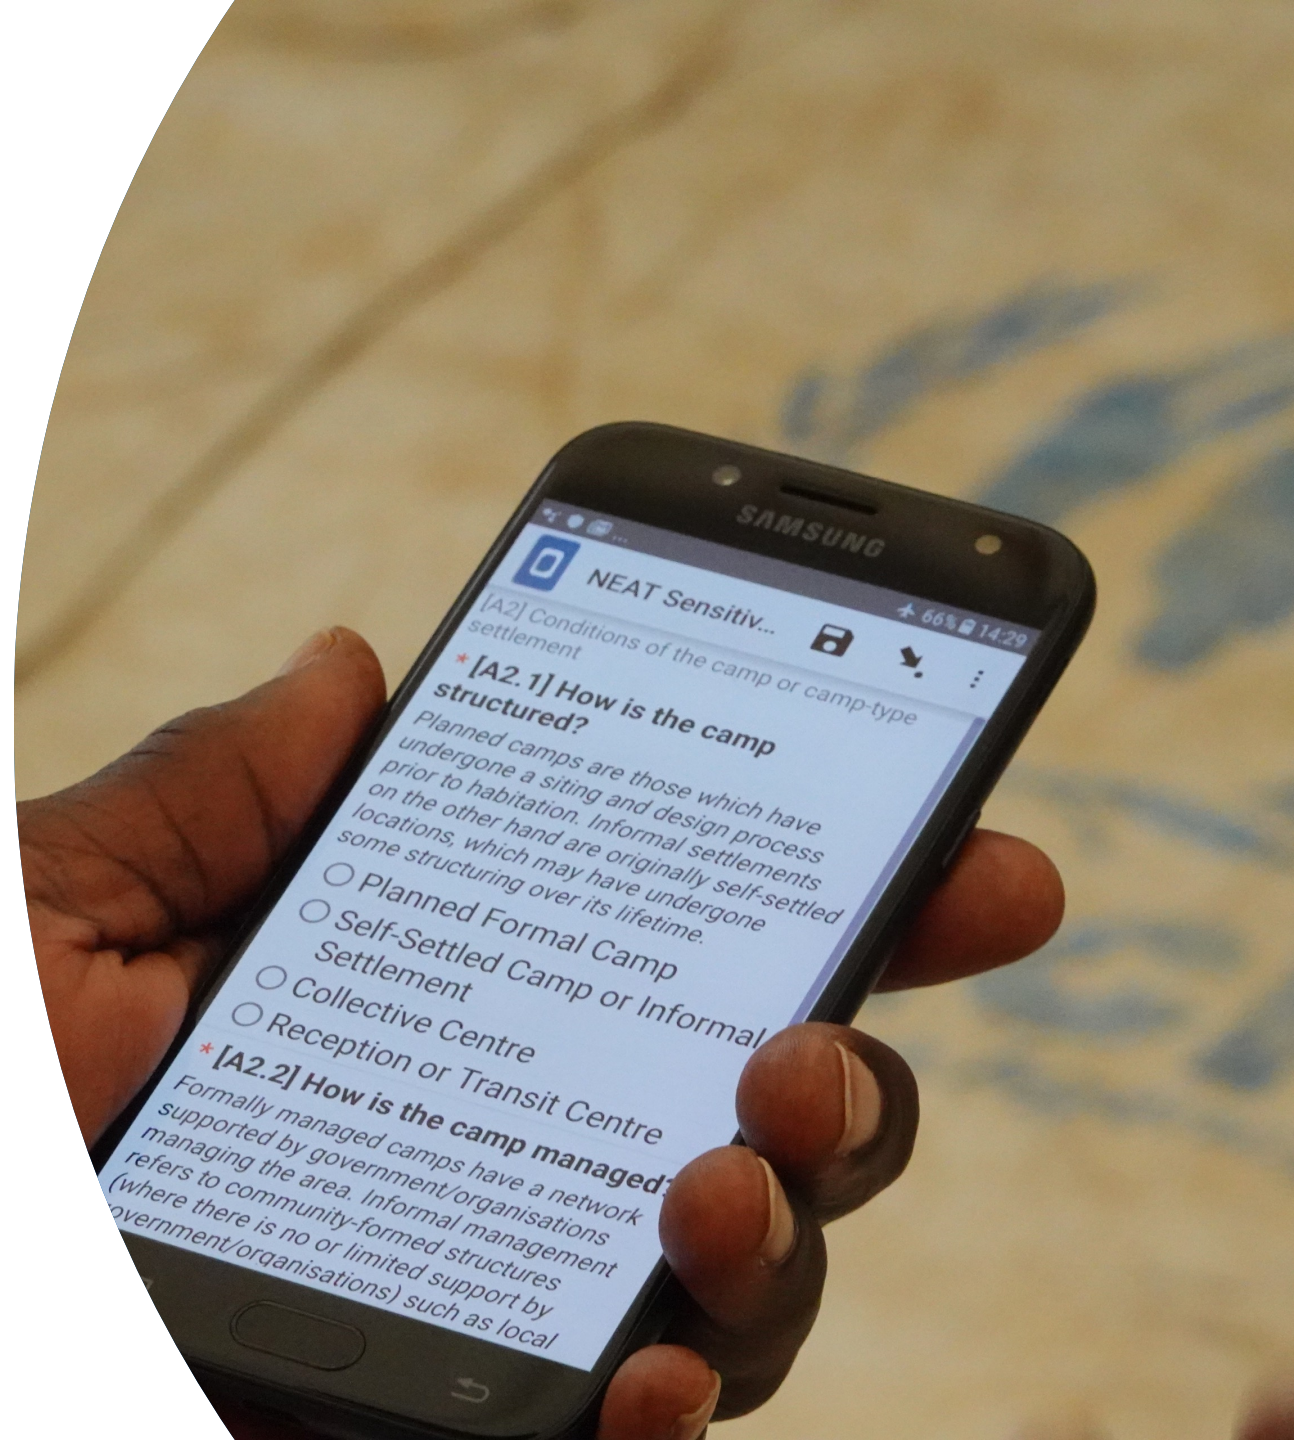 SAMSUNG
66% 14:29
NEAT Sensitiv...
[A2] Conditions of the camp or camp-type
settlement
* [A2.1] How is the camp
structured?
Planned camps are those which have
undergone a siting and design process
prior to habitation. Informal settlements
on the other hand are originally self-settled
locations, which may have undergone
some structuring over its lifetime.
Planned Formal Camp
Self-Settled Camp or Informal
Settlement
Collective Centre
Reception or Transit Centre
* [A2.2] How is the camp managed?
Formally managed camps have a network
supported by government/organisations
managing the area. Informal management
refers to community-formed structures
(where there is no or limited support by
overnment/organisations) such as local